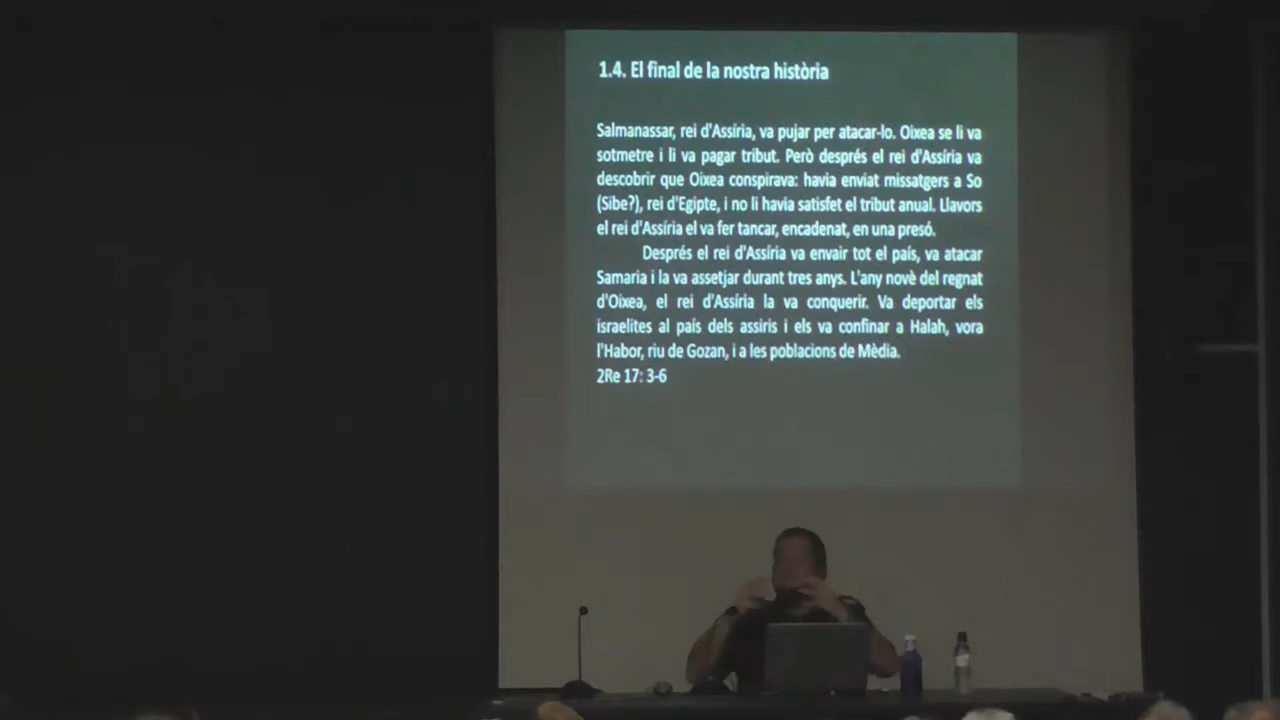 1.4. El final de la nostra història
Salmanassar, rei d'Assíria, va pujar per atacar-lo. Oixea se li va
sotmetre i li va pagar tribut. Però després el rei d'Assíria va
descobrir que Oixea conspirava: havia enviat missatgers a So
(Sibe?), rei d'Egipte, i no li havia satisfet el tribut anual. Llavors
el rei d'Assíria el va fer tancar, encadenat, en una presó.
Després el rei d'Assíria va envair tot el país, va atacar
Samaria i la va assetjar durant tres anys. L'any novè del regnat
d'Oixea, el rei d'Assíria la va conquerir. Va deportar els
israelites al país dels assiris i els va confinar a Halah, vora
l'Habor, riu de Gozan, i a les poblacions de Mèdia.
2Re 17: 3-6